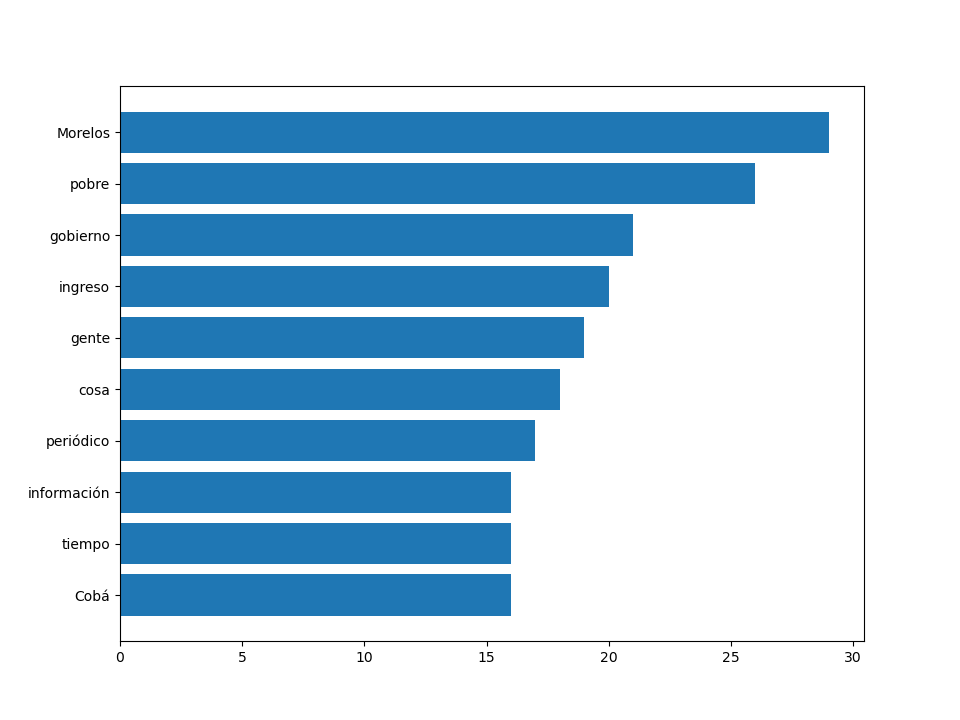 Morelos
pobre
gobierno
ingreso
gente
cosa
periódico
información
tiempo
Cobá
0 5 10 15 20 25 30